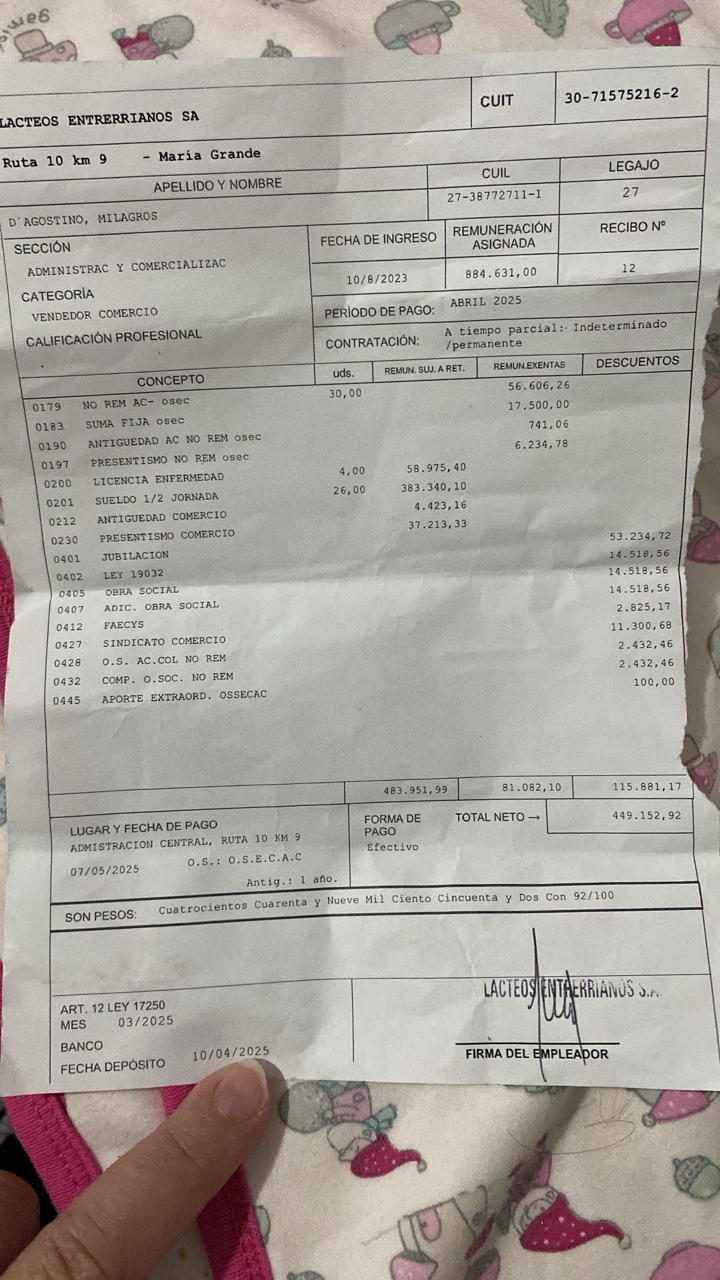 LACTEOS ENTRERRIANOS SA
CUIT 30-71575216-2
Ruta 10 km 9 - María Grande
APELLIDO Y NOMBRE CUIL LEGAJO
D'AGOSTINO, MILAGROS 27-38772711-1 27
SECCIÓN FECHA DE INGRESO REMUNERACIÓN ASIGNADA RECIBO Nº
ADMINISTRAC Y COMERCIALIZAC 10/8/2023 884.631,00 12
CATEGORÍA
VENDEDOR COMERCIO
PERÌODO DE PAGO: ABRIL 2025
CALIFICACIÓN PROFESIONAL
.
CONTRATACIÓN: A tiempo parcial: Indeterminado
/permanente
CONCEPTO uds. REMUN. SUJ. A RET. REMUN.EXENTAS DESCUENTOS
0179 NO REM AC- osec 30,00 56.606,26
0183 SUMA FIJA osec 17.500,00
0190 ANTIGUEDAD AC NO REM osec 741,06
0197 PRESENTISMO NO REM osec 6.234,78
0200 LICENCIA ENFERMEDAD 4,00 58.975,40
0201 SUELDO 1/2 JORNADA 26,00 383.340,10
0212 ANTIGUEDAD COMERCIO 4.423,16
0230 PRESENTISMO COMERCIO 37.213,33
0401 JUBILACION 53.234,72
0402 LEY 19032 14.518,56
0405 OBRA SOCIAL 14.518,56
0407 ADIC. OBRA SOCIAL 14.518,56
0412 FAECYS 2.825,17
0427 SINDICATO COMERCIO 11.300,68
0428 O.S. AC.COL NO REM 2.432,46
0432 COMP. O.SOC. NO REM 2.432,46
0445 APORTE EXTRAORD. OSSECAC 100,00
483.951,99 81.082,10 115.881,17
LUGAR Y FECHA DE PAGO
ADMISTRACION CENTRAL, RUTA 10 KM 9
07/05/2025 O.S.: O.S.E.C.A.C
Antig.: 1 año.
FORMA DE PAGO
Efectivo
TOTAL NETO → 449.152,92
SON PESOS: Cuatrocientos Cuarenta y Nueve Mil Ciento Cincuenta y Dos Con 92/100
ART. 12 LEY 17250
MES 03/2025
BANCO
FECHA DEPÓSITO 10/04/2025
LACTEOS ENTRERRIANOS S.A.
FIRMA DEL EMPLEADOR